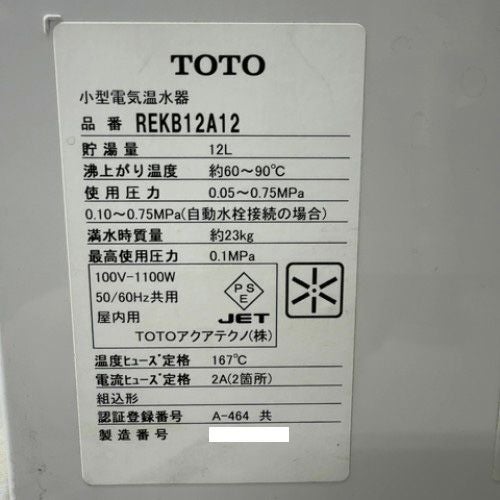 TOTO
小型電気温水器
品番 REKB12A12
貯湯量 12L
沸上がり温度 約60〜90℃
使用圧力 0.05〜0.75MPa
0.10〜0.75MPa(自動水栓接続の場合)
満水時質量 約23kg
最高使用圧力 0.1MPa
100V-1100W
50/60Hz共用
屋内用
PSE
JET
TOTOアクアテクノ(株)
温度ヒューズ定格 167℃
電流ヒューズ定格 2A(2箇所)
組込形
認証登録番号 A-464 共
製造番号